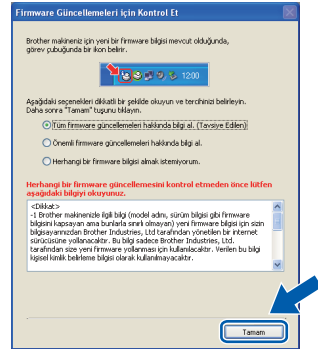 Firmware Güncellemeleri için Kontrol Et
Brother makineniz için yeni bir firmware bilgisi mevcut olduğunda,
görev çubuğunda bir ikon belirir.
12:00
Aşağıdaki seçenekleri dikkatli bir şekilde okuyun ve tercihinizi belirleyin.
Daha sonra "Tamam" tuşunu tıklayın.
Tüm firmware güncellemeleri hakkında bilgi al. (Tavsiye Edilen)
Önemli firmware güncellemeleri hakkında bilgi al.
Herhangi bir firmware bilgisi almak istemiyorum.
Herhangi bir firmware güncellemesini kontrol etmeden önce lütfen
aşağıdaki bilgiyi okuyunuz.
<Dikkat>
-1 Brother makinenizle ilgili bilgi (model adını, sürüm bilgisi gibi firmware
bilgisini kapsayan ama bunlarla sınırlı olmayan) yeni firmware bilgisi için sizin
bilgisayarınızdan Brother Industries, Ltd tarafından yönetilen bir internet
sürücüsüne yollanacaktır. Bu bilgi sadece Brother Industries, Ltd.
tarafından size yeni firmware yollanması için kullanılacaktır. Verilen bu bilgi
kişisel kimlik belirleme bilgisi olarak kullanılmayacaktır.
Tamam